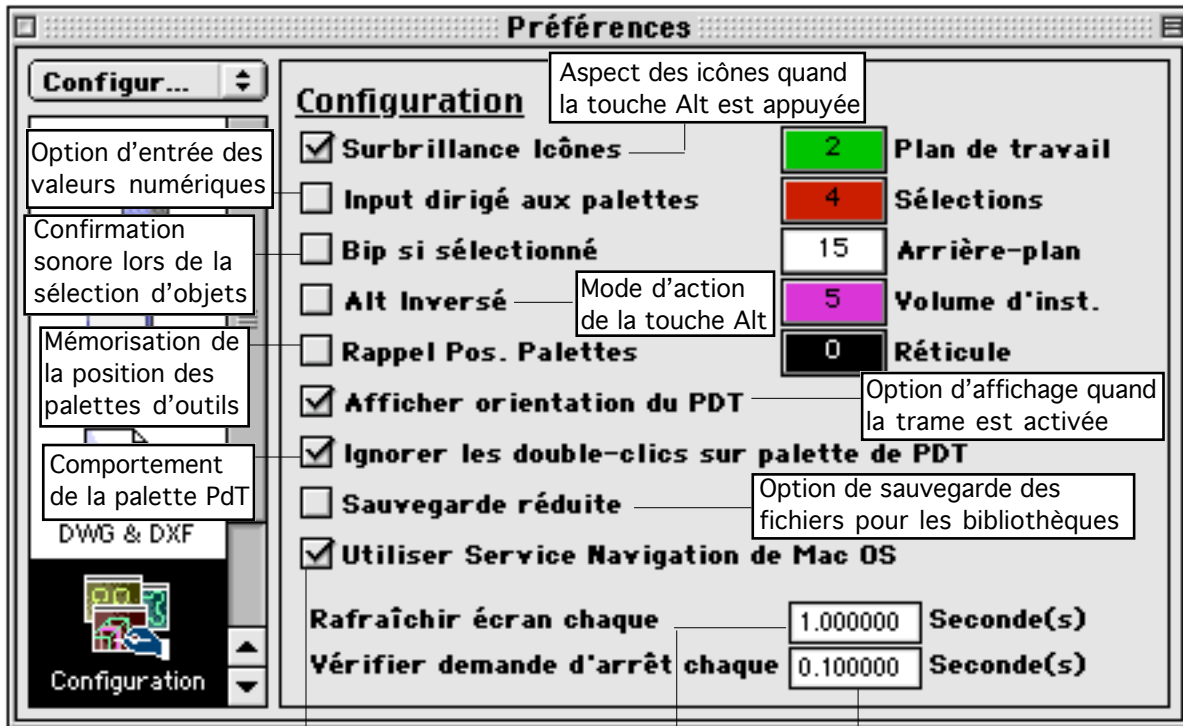 Préférences
Configur...
Configuration
Aspect des icônes quand
la touche Alt est appuyée
Surbrillance Icônes
2
Plan de travail
Option d'entrée des
valeurs numériques
Input dirigé aux palettes
4
Sélections
Confirmation
sonore lors de la
sélection d'objets
Bip si sélectionné
15
Arrière-plan
Alt Inversé
Mode d'action
de la touche Alt
5
Volume d'inst.
Mémorisation de
la position des
palettes d'outils
Rappel Pos. Palettes
0
Réticule
Afficher orientation du PDT
Option d'affichage quand
la trame est activée
Comportement
de la palette PdT
Ignorer les double-clics sur palette de PDT
Sauvegarde réduite
Option de sauvegarde des
fichiers pour les bibliothèques
DWG & DXF
Utiliser Service Navigation de Mac OS
Rafraîchir écran chaque
1.000000
Seconde(s)
Vérifier demande d'arrêt chaque
0.100000
Seconde(s)
Configuration